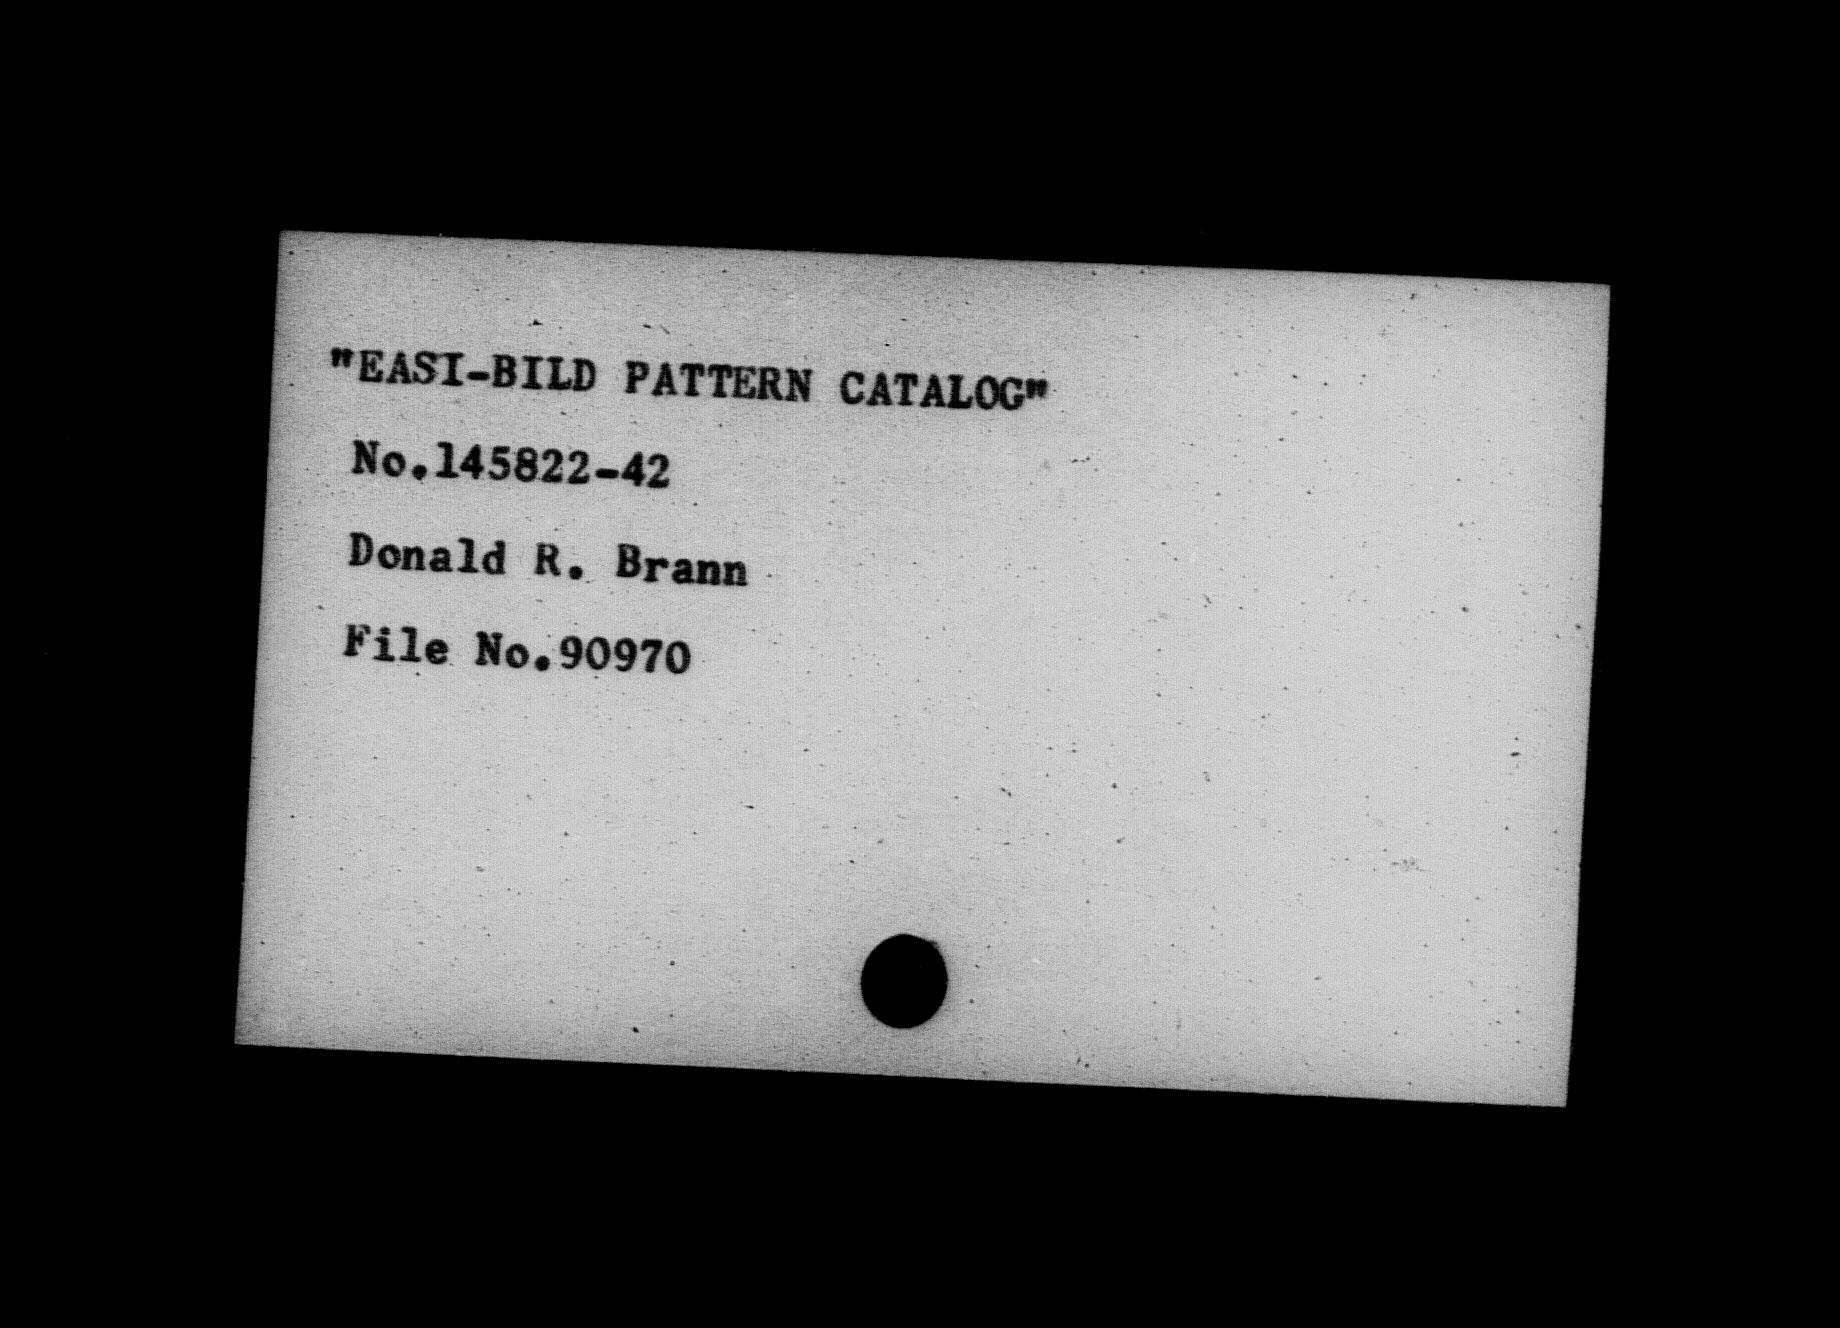 "EASI-BILD PATTERN CATALOG"
No.145822-42
Donald R. Brann
File No.90970